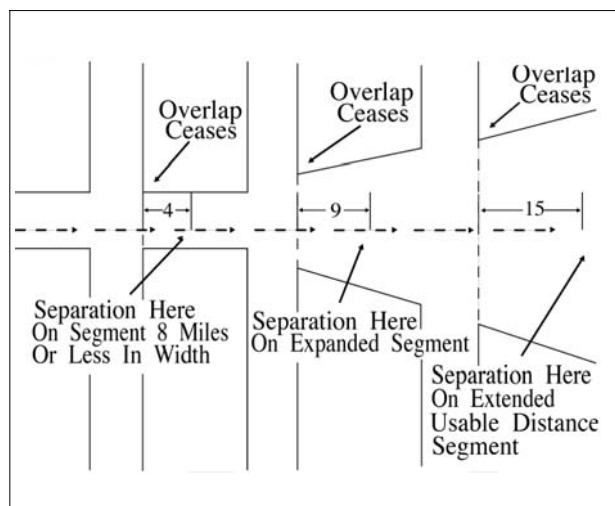 Overlap
Ceases
Overlap
Ceases
Overlap
Ceases
4
9
15
Separation Here
On Segment 8 Miles
Or Less In Width
Separation Here
On Expanded Segment
Separation Here
On Extended
Usable Distance
Segment